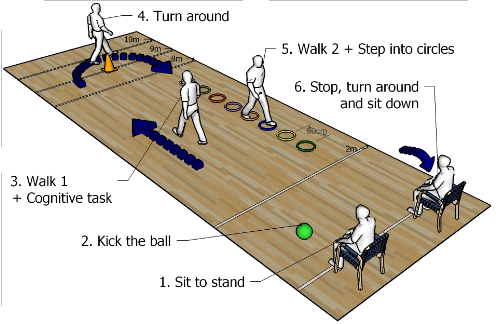 4. Turn around
10m
9m
8m
5. Walk 2 + Step into circles
6. Stop, turn around
and sit down
60cm
2m
3. Walk 1
+ Cognitive task
2. Kick the ball
1. Sit to stand